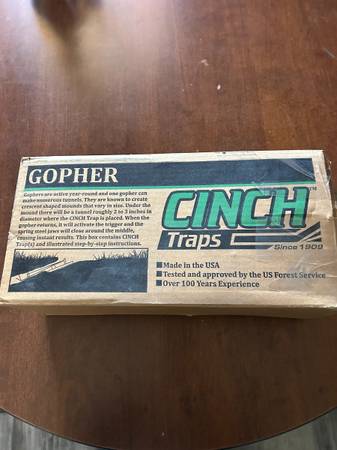 GOPHER
Gophers are active year-round and one gopher can
make numerous tunnels. They are known to create
crescent shaped mounds that vary in size. Under the
mound there will be a tunnel roughly 2 to 3 inches in
diameter where the CINCH Trap is placed. When the
gopher returns, it will activate the trigger and the
spring steel jaws will close around the middle,
causing instant results. This box contains CINCH
Trap(s) and illustrated step-by-step instructions.
CINCH™
Traps
Since 1909
Made in the USA
Tested and approved by the US Forest Service
Over 100 Years Experience